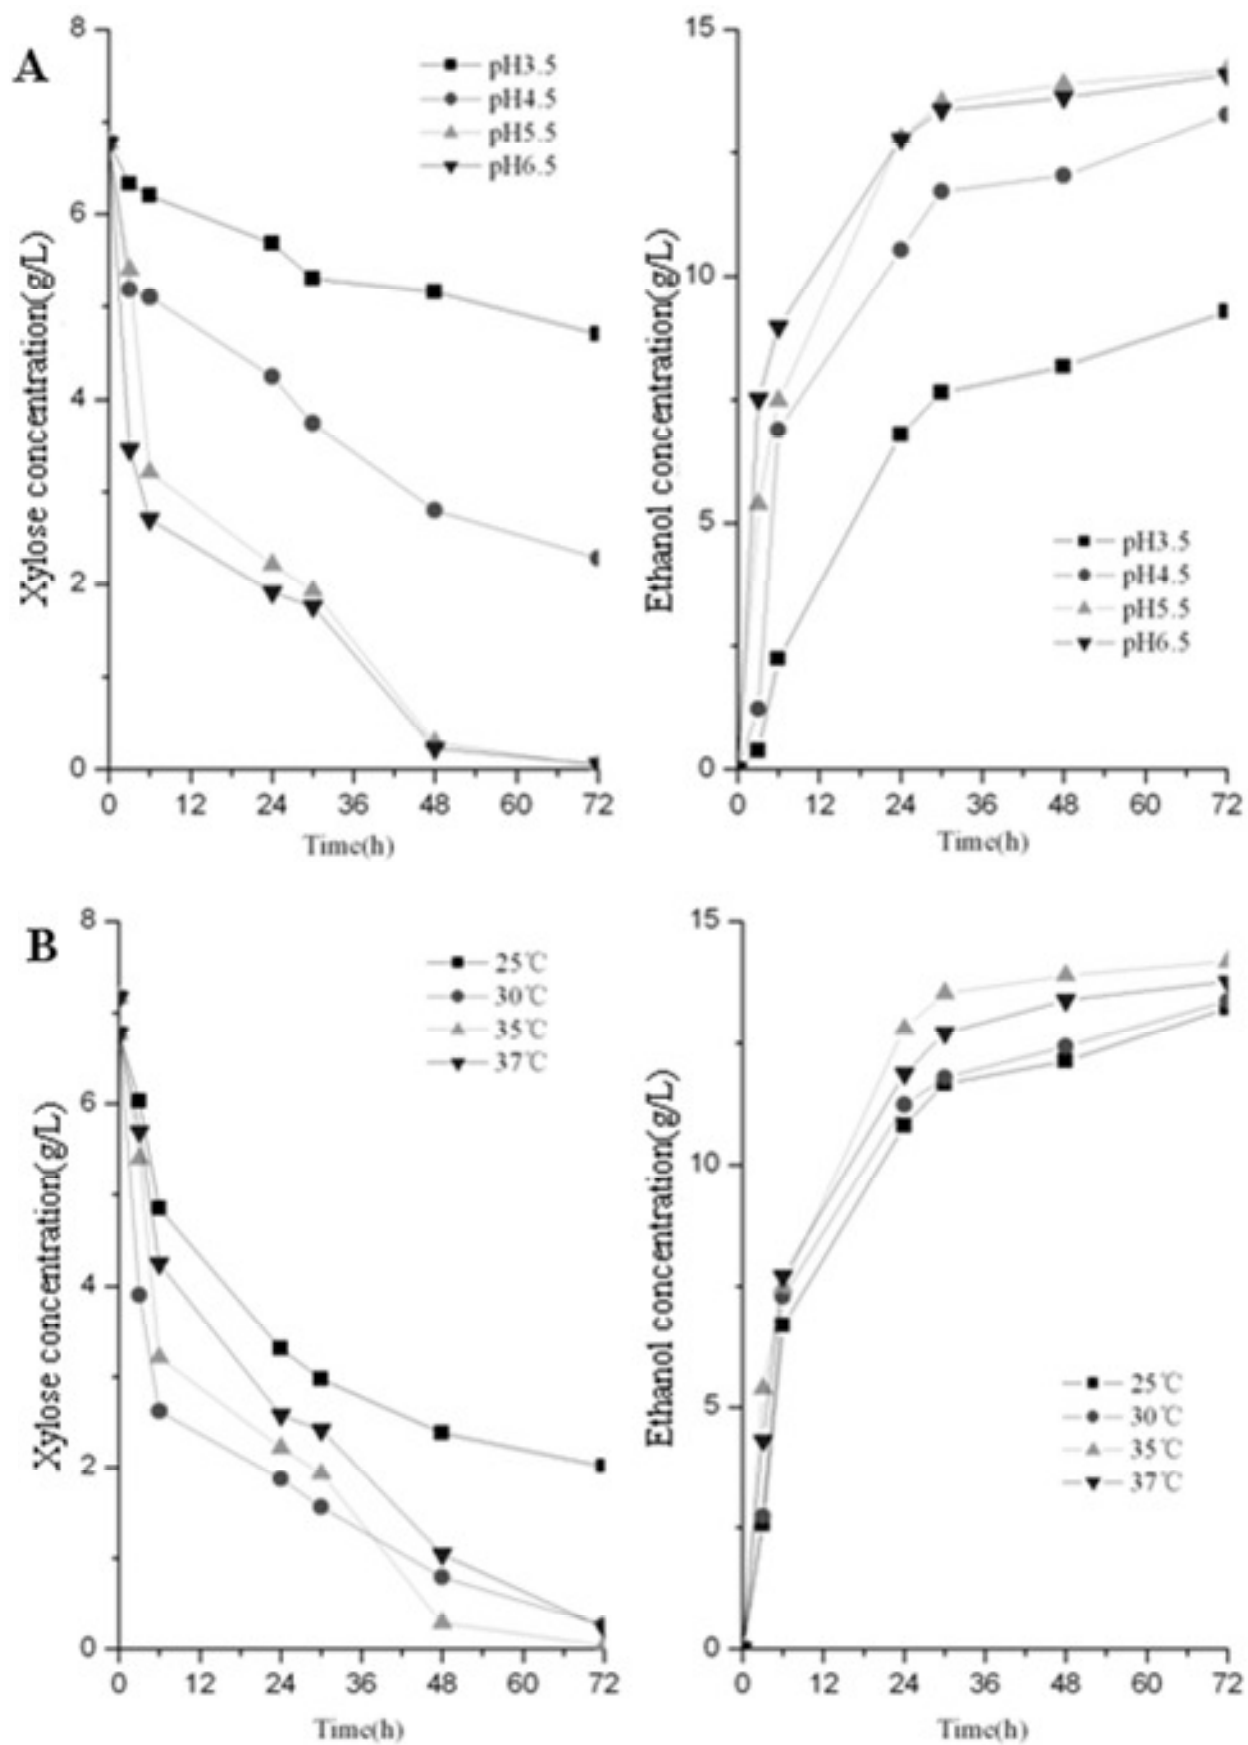 A
8
6
4
2
0
0 12 24 36 48 60 72
Xylose concentration(g/L)
Time(h)
pH3.5
pH4.5
pH5.5
pH6.5
15
10
5
0
0 12 24 36 48 60 72
Ethanol concentration(g/L)
Time(h)
pH3.5
pH4.5
pH5.5
pH6.5
B
8
6
4
2
0
0 12 24 36 48 60 72
Xylose concentration(g/L)
Time(h)
25℃
30℃
35℃
37℃
15
10
5
0
0 12 24 36 48 60 72
Ethanol concentration(g/L)
Time(h)
25℃
30℃
35℃
37℃